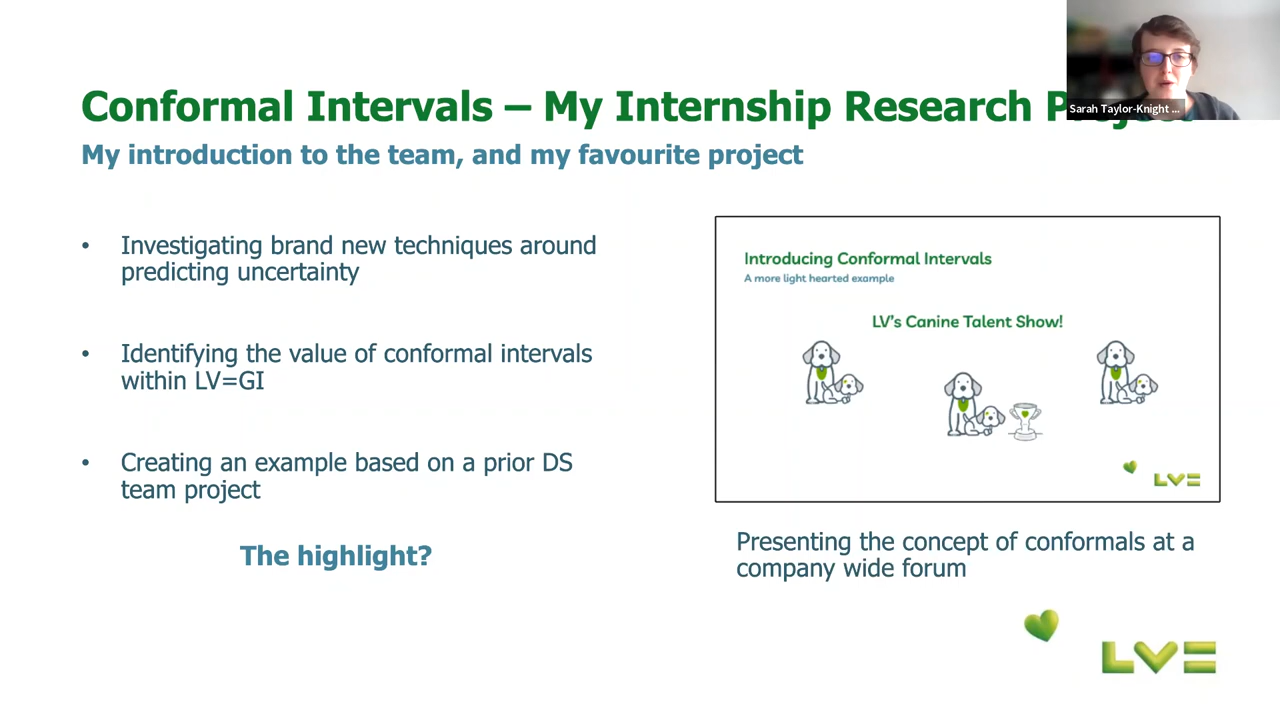 Conformal Intervals – My Internship Research Project
Sarah Taylor-Knight ...
My introduction to the team, and my favourite project
• Investigating brand new techniques around
predicting uncertainty
• Identifying the value of conformal intervals
within LV=GI
• Creating an example based on a prior DS
team project
The highlight?
Introducing Conformal Intervals
A more light hearted example
LV's Canine Talent Show!
LV=
Presenting the concept of conformals at a
company wide forum
LV=